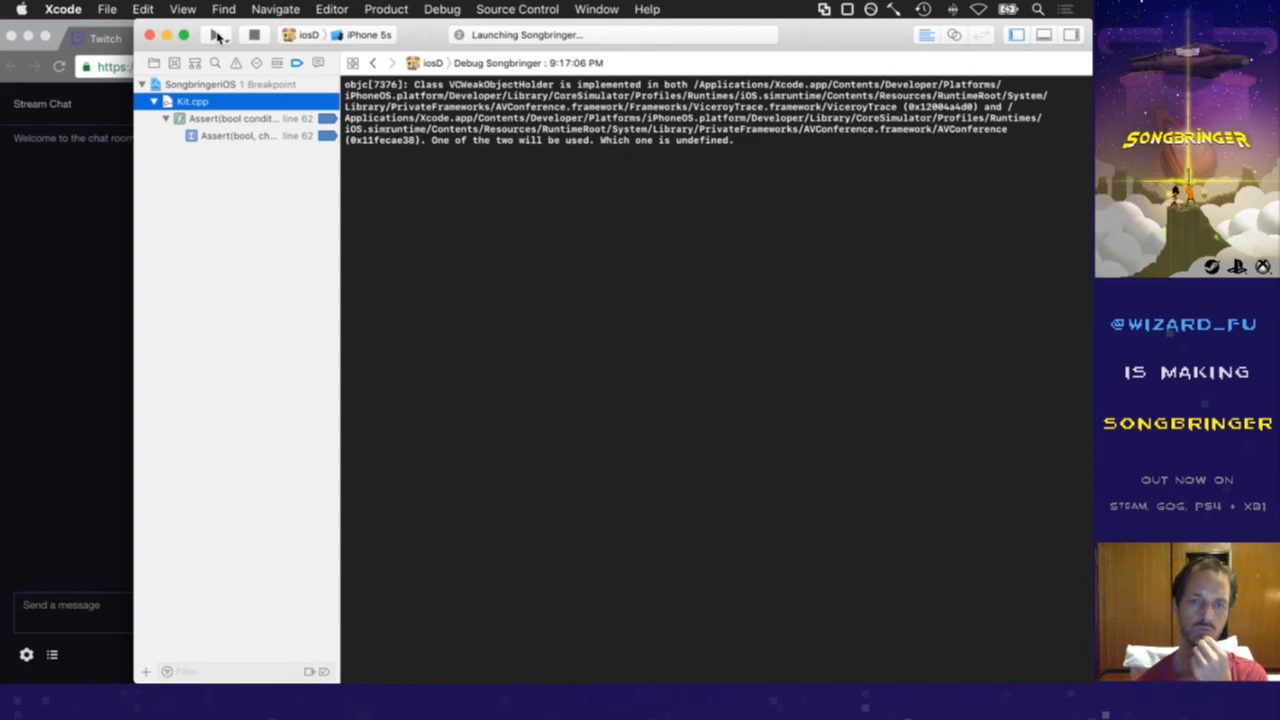 Xcode File Edit View Find Navigate Editor Product Debug Source Control Window Help
Twitch
iosD iPhone 5s
Launching Songbringer...
https:
iosD Debug Songbringer : 9:17:06 PM
Stream Chat
Welcome to the chat room
SongbringeriOS 1 Breakpoint
Kit.cpp
Assert(bool condit... line 62
Assert(bool, ch... line 62
objc[7376]: Class VCWeakObjectHolder is implemented in both /Applications/Xcode.app/Contents/Developer/Platforms/
iPhoneOS.platform/Developer/Library/CoreSimulator/Profiles/Runtimes/iOS.simruntime/Contents/Resources/RuntimeRoot/System/
Library/PrivateFrameworks/AVConference.framework/Frameworks/ViceroyTrace.framework/ViceroyTrace (0x12004a4d0) and /
Applications/Xcode.app/Contents/Developer/Platforms/iPhoneOS.platform/Developer/Library/CoreSimulator/Profiles/Runtimes/
iOS.simruntime/Contents/Resources/RuntimeRoot/System/Library/PrivateFrameworks/AVConference.framework/AVConference
(0x11fecae38). One of the two will be used. Which one is undefined.
Send a message
Filter
SONGBRINGER
@WIZARD_FU
IS MAKING
SONGBRINGER
OUT NOW ON
STEAM, GOG, PS4 + XB1